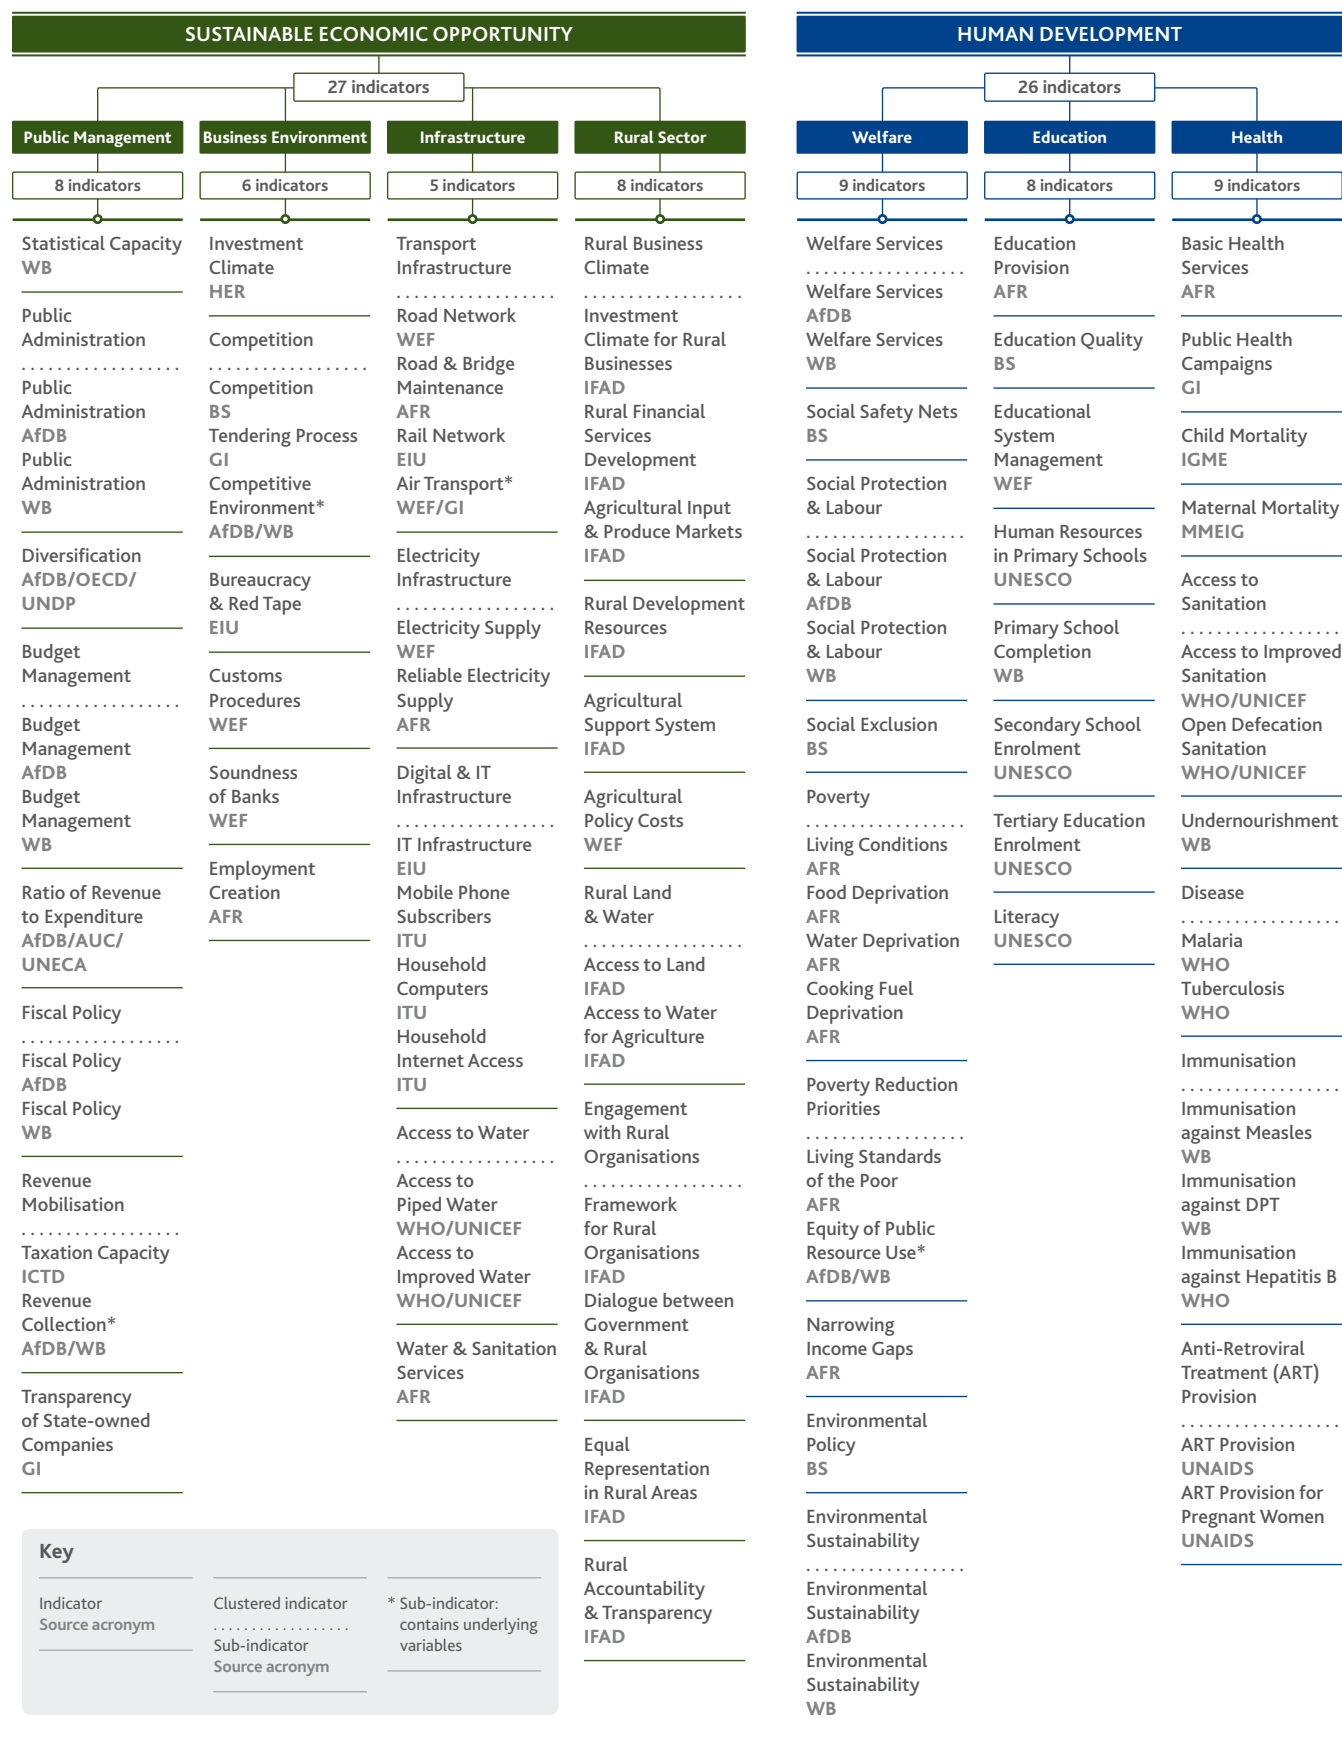 SUSTAINABLE ECONOMIC OPPORTUNITY
27 indicators
Public Management
8 indicators
Statistical Capacity
WB
Public
Administration
Public
Administration
AfDB
Public
Administration
WB
Diversification
AfDB/OECD/
UNDP
Budget
Management
Budget
Management
AfDB
Budget
Management
WB
Ratio of Revenue
to Expenditure
AfDB/AUC/
UNECA
Fiscal Policy
Fiscal Policy
AfDB
Fiscal Policy
WB
Revenue
Mobilisation
Taxation Capacity
ICTD
Revenue
Collection*
AfDB/WB
Transparency
of State-owned
Companies
GI
Business Environment
6 indicators
Investment
Climate
HER
Competition
Competition
BS
Tendering Process
GI
Competitive
Environment*
AfDB/WB
Bureaucracy
& Red Tape
EIU
Customs
Procedures
WEF
Soundness
of Banks
WEF
Employment
Creation
AFR
Infrastructure
5 indicators
Transport
Infrastructure
Road Network
WEF
Road & Bridge
Maintenance
AFR
Rail Network
EIU
Air Transport*
WEF/GI
Electricity
Infrastructure
Electricity Supply
WEF
Reliable Electricity
Supply
AFR
Digital & IT
Infrastructure
IT Infrastructure
EIU
Mobile Phone
Subscribers
ITU
Household
Computers
ITU
Household
Internet Access
ITU
Access to Water
Access to
Piped Water
WHO/UNICEF
Access to
Improved Water
WHO/UNICEF
Water & Sanitation
Services
AFR
Rural Sector
8 indicators
Rural Business
Climate
Investment
Climate for Rural
Businesses
IFAD
Rural Financial
Services
Development
IFAD
Agricultural Input
& Produce Markets
IFAD
Rural Development
Resources
IFAD
Agricultural
Support System
IFAD
Agricultural
Policy Costs
WEF
Rural Land
& Water
Access to Land
IFAD
Access to Water
for Agriculture
IFAD
Engagement
with Rural
Organisations
Framework
for Rural
Organisations
IFAD
Dialogue between
Government
& Rural
Organisations
IFAD
Equal
Representation
in Rural Areas
IFAD
Rural
Accountability
& Transparency
IFAD
Key
Indicator
Source acronym
Clustered indicator
Sub-indicator
Source acronym
* Sub-indicator:
contains underlying
variables
HUMAN DEVELOPMENT
26 indicators
Welfare
9 indicators
Welfare Services
Welfare Services
AfDB
Welfare Services
WB
Social Safety Nets
BS
Social Protection
& Labour
Social Protection
& Labour
AfDB
Social Protection
& Labour
WB
Social Exclusion
BS
Poverty
Living Conditions
AFR
Food Deprivation
AFR
Water Deprivation
AFR
Cooking Fuel
Deprivation
AFR
Poverty Reduction
Priorities
Living Standards
of the Poor
AFR
Equity of Public
Resource Use*
AfDB/WB
Narrowing
Income Gaps
AFR
Environmental
Policy
BS
Environmental
Sustainability
Environmental
Sustainability
AfDB
Environmental
Sustainability
WB
Education
8 indicators
Education
Provision
AFR
Education Quality
BS
Educational
System
Management
WEF
Human Resources
in Primary Schools
UNESCO
Primary School
Completion
WB
Secondary School
Enrolment
UNESCO
Tertiary Education
Enrolment
UNESCO
Literacy
UNESCO
Health
9 indicators
Basic Health
Services
AFR
Public Health
Campaigns
GI
Child Mortality
IGME
Maternal Mortality
MMEIG
Access to
Sanitation
Access to Improved
Sanitation
WHO/UNICEF
Open Defecation
Sanitation
WHO/UNICEF
Undernourishment
WB
Disease
Malaria
WHO
Tuberculosis
WHO
Immunisation
Immunisation
against Measles
WB
Immunisation
against DPT
WB
Immunisation
against Hepatitis B
WHO
Anti-Retroviral
Treatment (ART)
Provision
ART Provision
UNAIDS
ART Provision for
Pregnant Women
UNAIDS